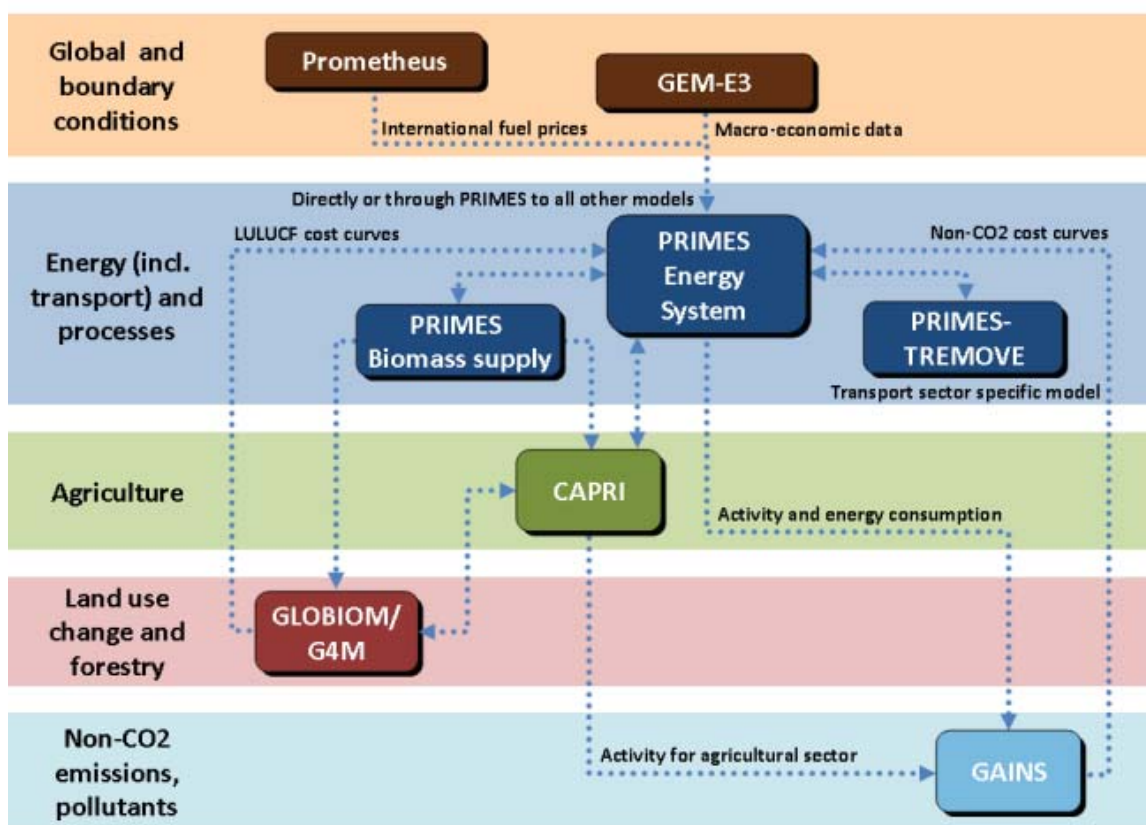 Global and
boundary
conditions
Prometheus
GEM-E3
International fuel prices
Macro-economic data
Energy (incl.
transport) and
processes
Directly or through PRIMES to all other models
LULUCF cost curves
Non-CO2 cost curves
PRIMES
Energy
System
PRIMES
Biomass supply
PRIMES-
TREMOVE
Transport sector specific model
Agriculture
CAPRI
Activity and energy consumption
Land use
change and
forestry
GLOBIOM/
G4M
Non-CO2
emissions,
pollutants
Activity for agricultural sector
GAINS